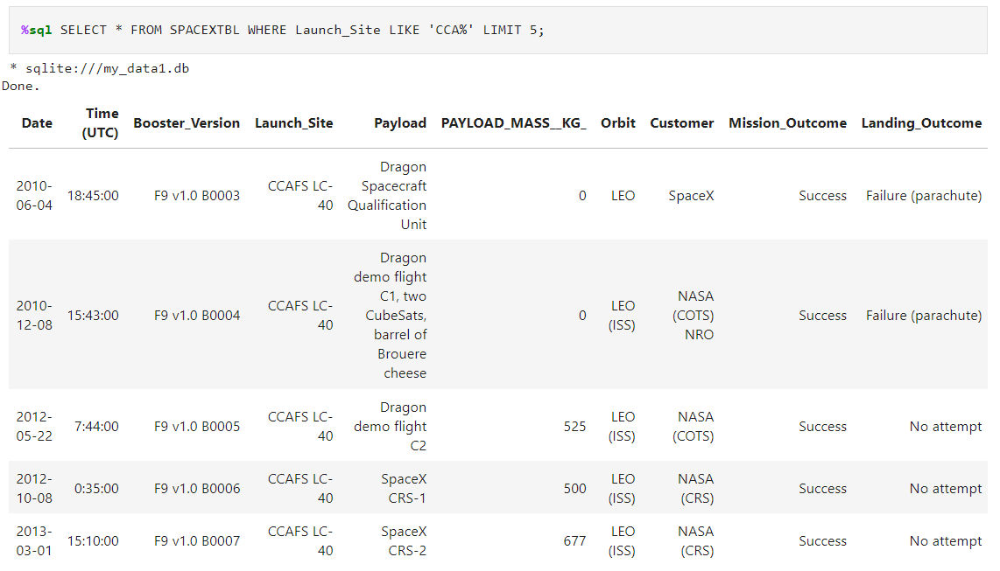 %sql SELECT * FROM SPACEXTBL WHERE Launch_Site LIKE 'CCA%' LIMIT 5;
* sqlite:///my_data1.db
Done.
Date Time (UTC) Booster_Version Launch_Site Payload PAYLOAD_MASS__KG_ Orbit Customer Mission_Outcome Landing_Outcome
2010-06-04 18:45:00 F9 v1.0 B0003 CCAFS LC-40 Dragon Spacecraft Qualification Unit 0 LEO SpaceX Success Failure (parachute)
2010-12-08 15:43:00 F9 v1.0 B0004 CCAFS LC-40 Dragon demo flight C1, two CubeSats, barrel of Brouere cheese 0 LEO (ISS) NASA (COTS) NRO Success Failure (parachute)
2012-05-22 7:44:00 F9 v1.0 B0005 CCAFS LC-40 Dragon demo flight C2 525 LEO (ISS) NASA (COTS) Success No attempt
2012-10-08 0:35:00 F9 v1.0 B0006 CCAFS LC-40 SpaceX CRS-1 500 LEO (ISS) NASA (CRS) Success No attempt
2013-03-01 15:10:00 F9 v1.0 B0007 CCAFS LC-40 SpaceX CRS-2 677 LEO (ISS) NASA (CRS) Success No attempt